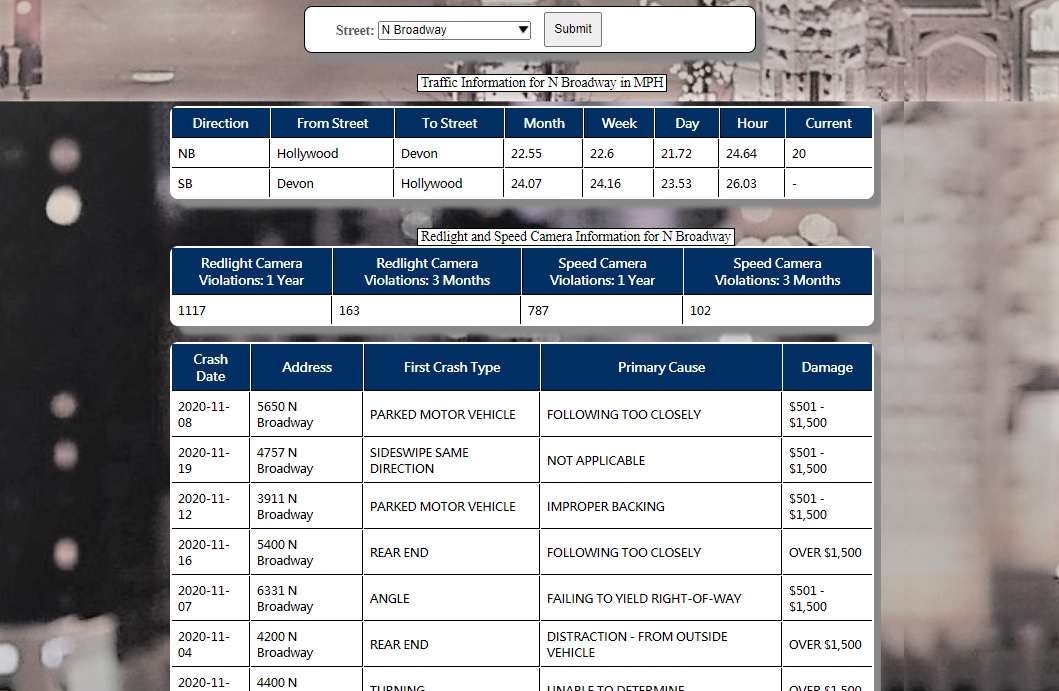 Street: N Broadway Submit
Traffic Information for N Broadway in MPH
Direction From Street To Street Month Week Day Hour Current
NB Hollywood Devon 22.55 22.6 21.72 24.64 20
SB Devon Hollywood 24.07 24.16 23.53 26.03 -
Redlight and Speed Camera Information for N Broadway
Redlight Camera Redlight Camera Speed Camera Speed Camera
Violations: 1 Year Violations: 3 Months Violations: 1 Year Violations: 3 Months
1117 163 787 102
Crash
Date Address First Crash Type Primary Cause Damage
2020-11-
08 5650 N
Broadway PARKED MOTOR VEHICLE FOLLOWING TOO CLOSELY $501 -
$1,500
2020-11-
19 4757 N
Broadway SIDESWIPE SAME
DIRECTION NOT APPLICABLE $501 -
$1,500
2020-11-
12 3911 N
Broadway PARKED MOTOR VEHICLE IMPROPER BACKING $501 -
$1,500
2020-11-
16 5400 N
Broadway REAR END FOLLOWING TOO CLOSELY OVER $1,500
2020-11-
07 6331 N
Broadway ANGLE FAILING TO YIELD RIGHT-OF-WAY $501 -
$1,500
2020-11-
04 4200 N
Broadway REAR END DISTRACTION - FROM OUTSIDE
VEHICLE OVER $1,500
2020-11- 4400 N TURNING UNABLE TO DETERMINE OVER $1,500